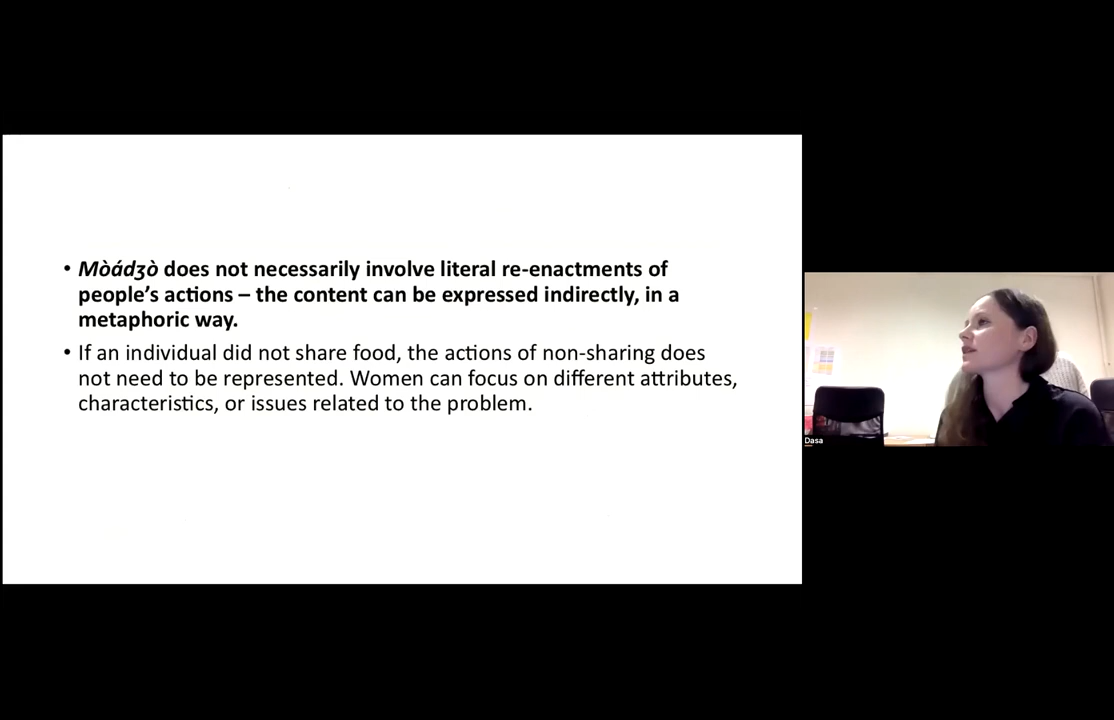 • Mòádʒò does not necessarily involve literal re-enactments of
people’s actions – the content can be expressed indirectly, in a
metaphoric way.
• If an individual did not share food, the actions of non-sharing does
not need to be represented. Women can focus on different attributes,
characteristics, or issues related to the problem.
Dasa